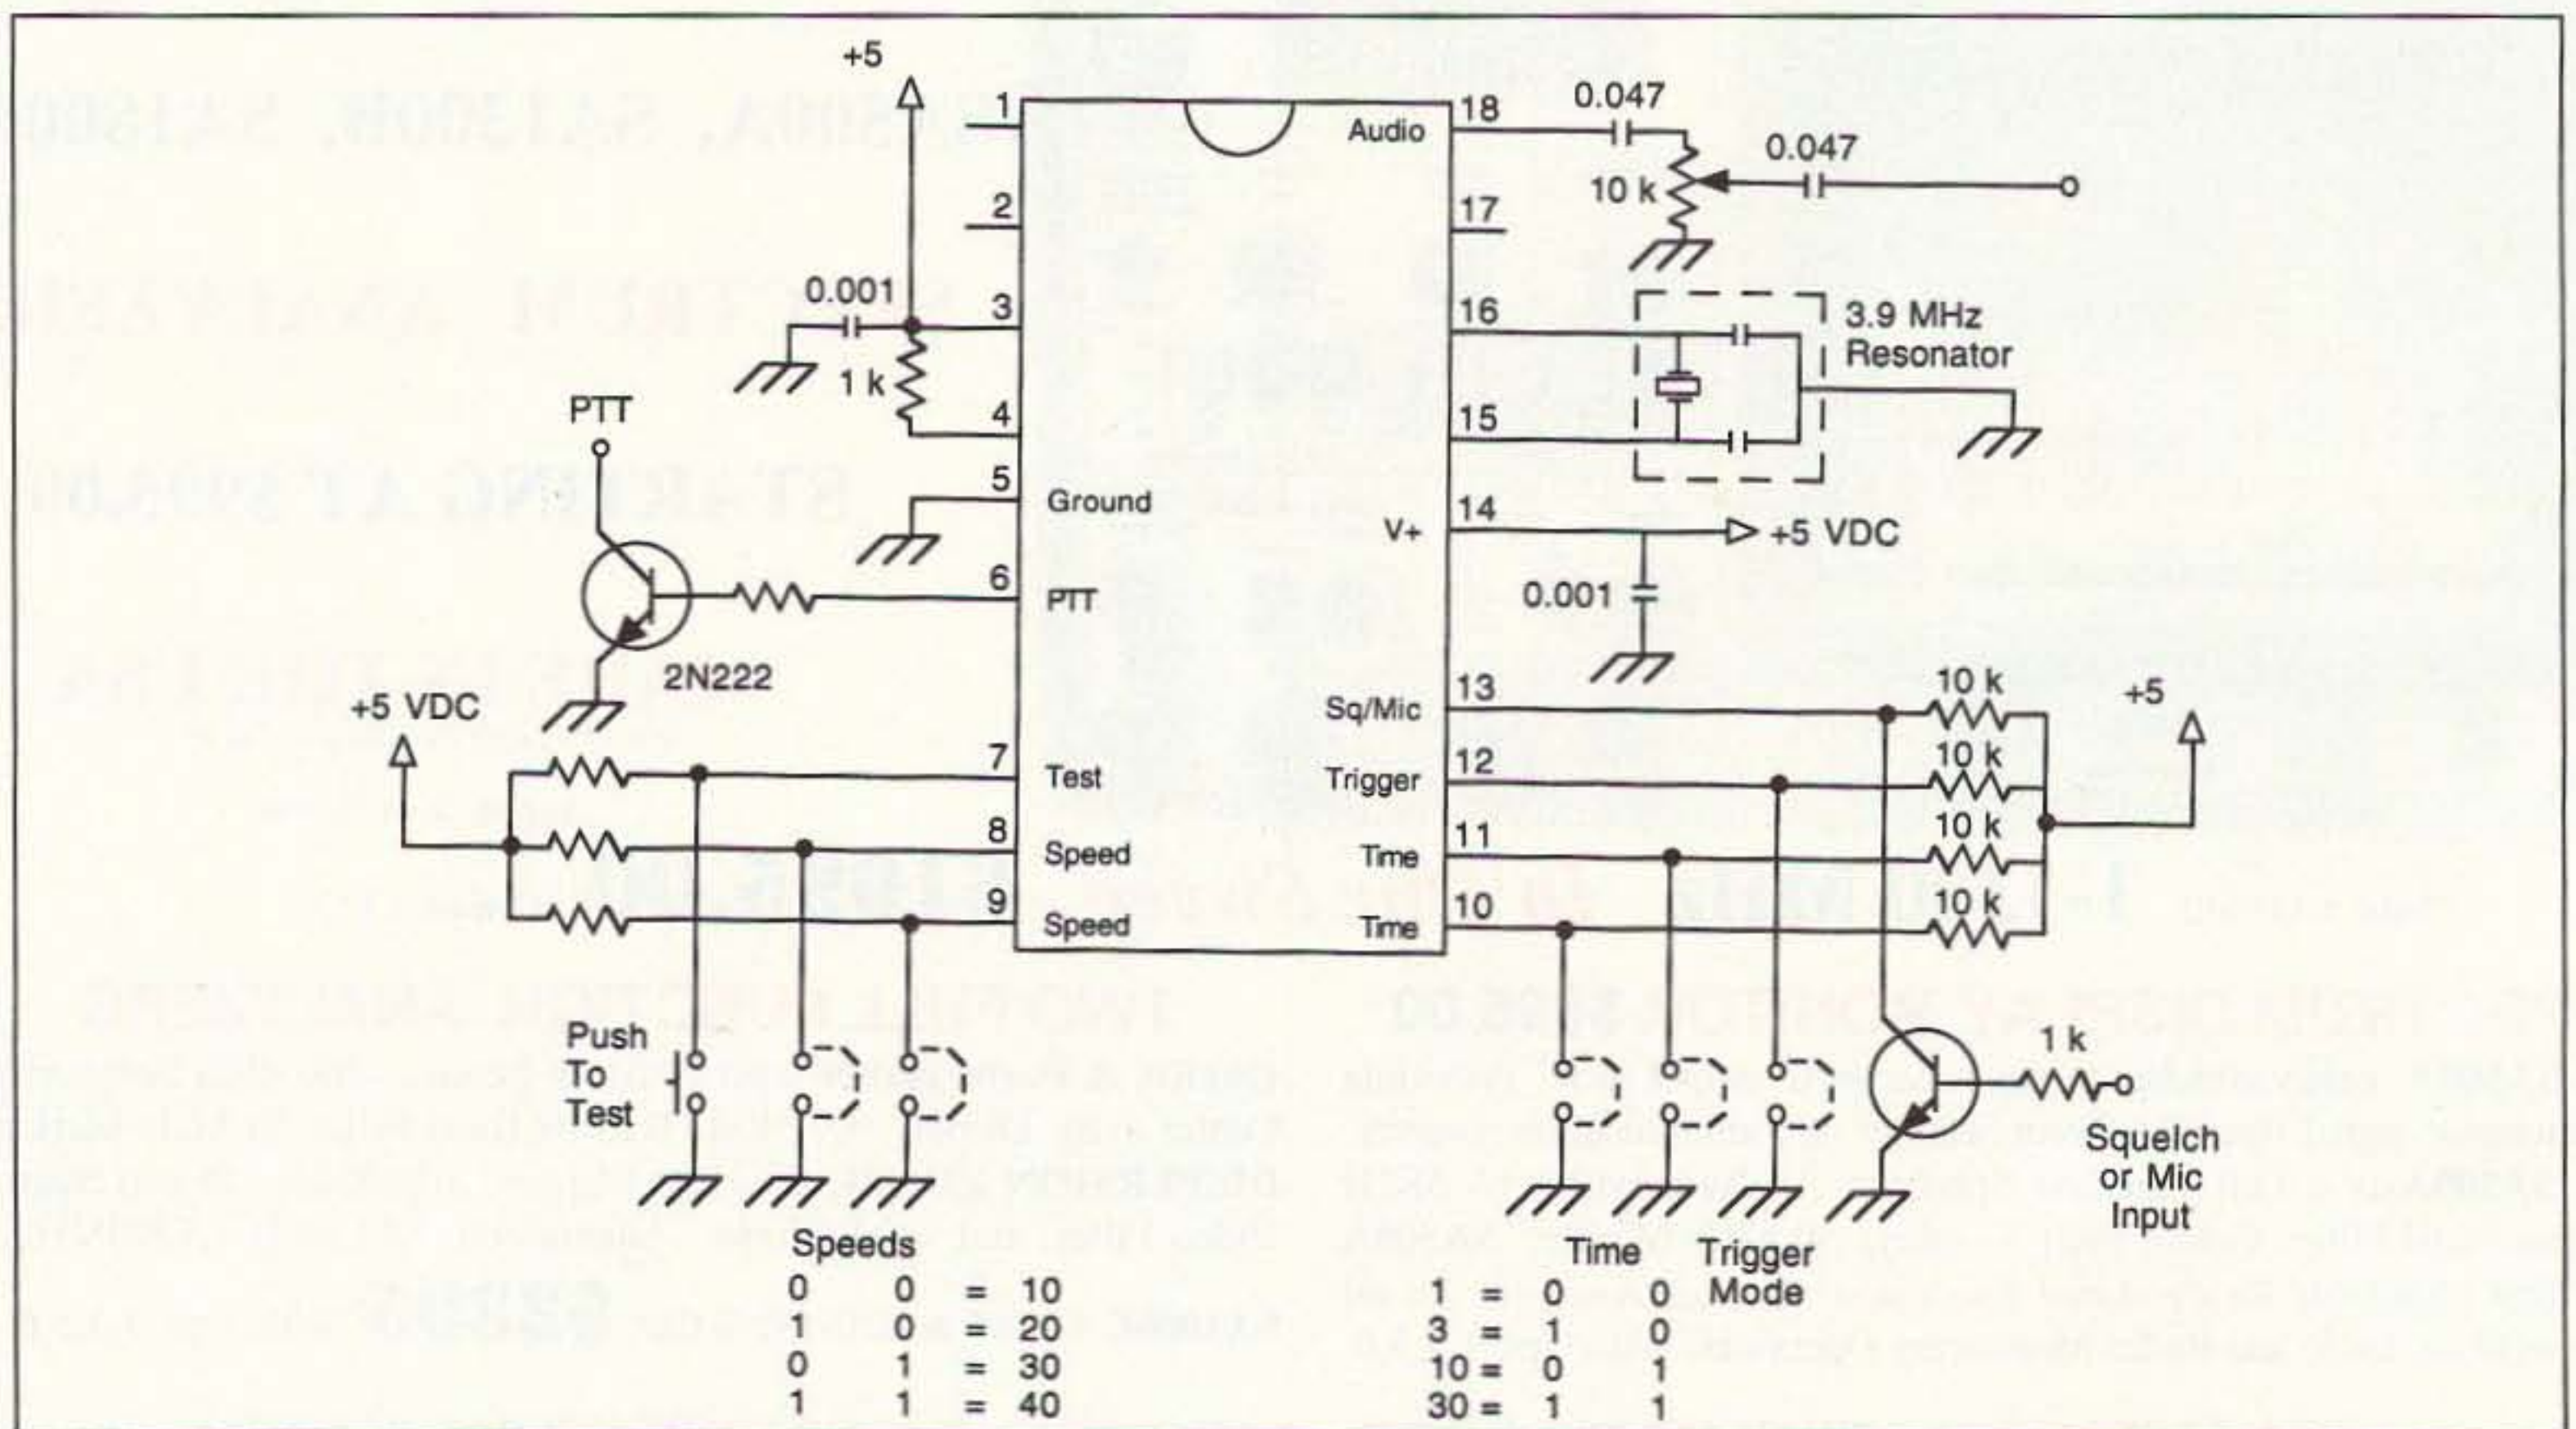 +5
1
2
0.001
3
1 k
4
PTT
5
Ground
6
PTT
2N222
+5 VDC
7
Test
8
Speed
9
Speed
Push
To
Test
Speeds
0 0 = 10
1 0 = 20
0 1 = 30
1 1 = 40
18
Audio
0.047
0.047
10 k
17
16
3.9 MHz
Resonator
15
14
V+
+5 VDC
0.001
13
Sq/Mic
10 k
+5
12
Trigger
10 k
11
Time
10 k
10
Time
10 k
1 k
Squelch
or Mic
Input
Time
Trigger
Mode
1 = 0 0
3 = 1 0
10 = 0 1
30 = 1 1